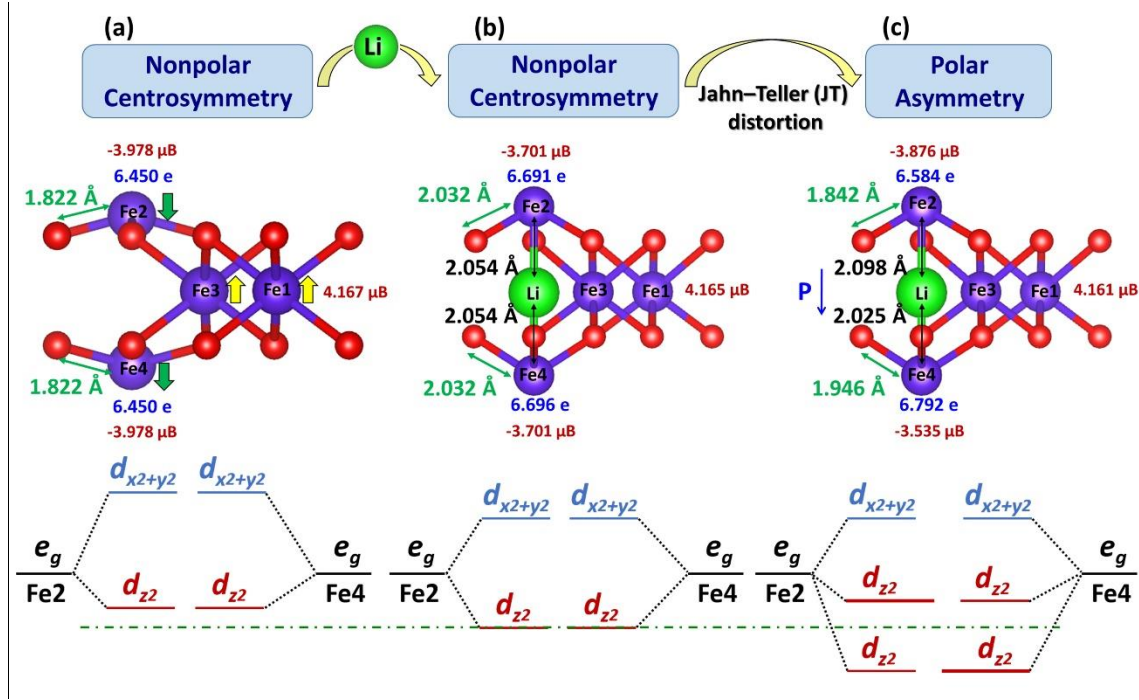 (a)
Nonpolar
Centrosymmetry
-3.978 μB
6.450 e
1.822 Å
Fe2
Fe3
Fe1
4.167 μB
Fe4
1.822 Å
6.450 e
-3.978 μB
Li
(b)
Nonpolar
Centrosymmetry
-3.701 μB
6.691 e
2.032 Å
Fe2
2.054 Å
Li
Fe3
Fe1
4.165 μB
2.054 Å
Fe4
2.032 Å
6.696 e
-3.701 μB
Jahn–Teller (JT)
distortion
(c)
Polar
Asymmetry
-3.876 μB
6.584 e
1.842 Å
Fe2
2.098 Å
P
Li
Fe3
Fe1
4.161 μB
2.025 Å
Fe4
1.946 Å
6.792 e
-3.535 μB
dx2+y2 dx2+y2
eg eg
Fe2 Fe4
dz2 dz2
dx2+y2 dx2+y2
eg eg
Fe2 Fe4
dz2 dz2
dx2+y2 dx2+y2
eg eg
Fe2 Fe4
dz2 dz2
dz2 dz2